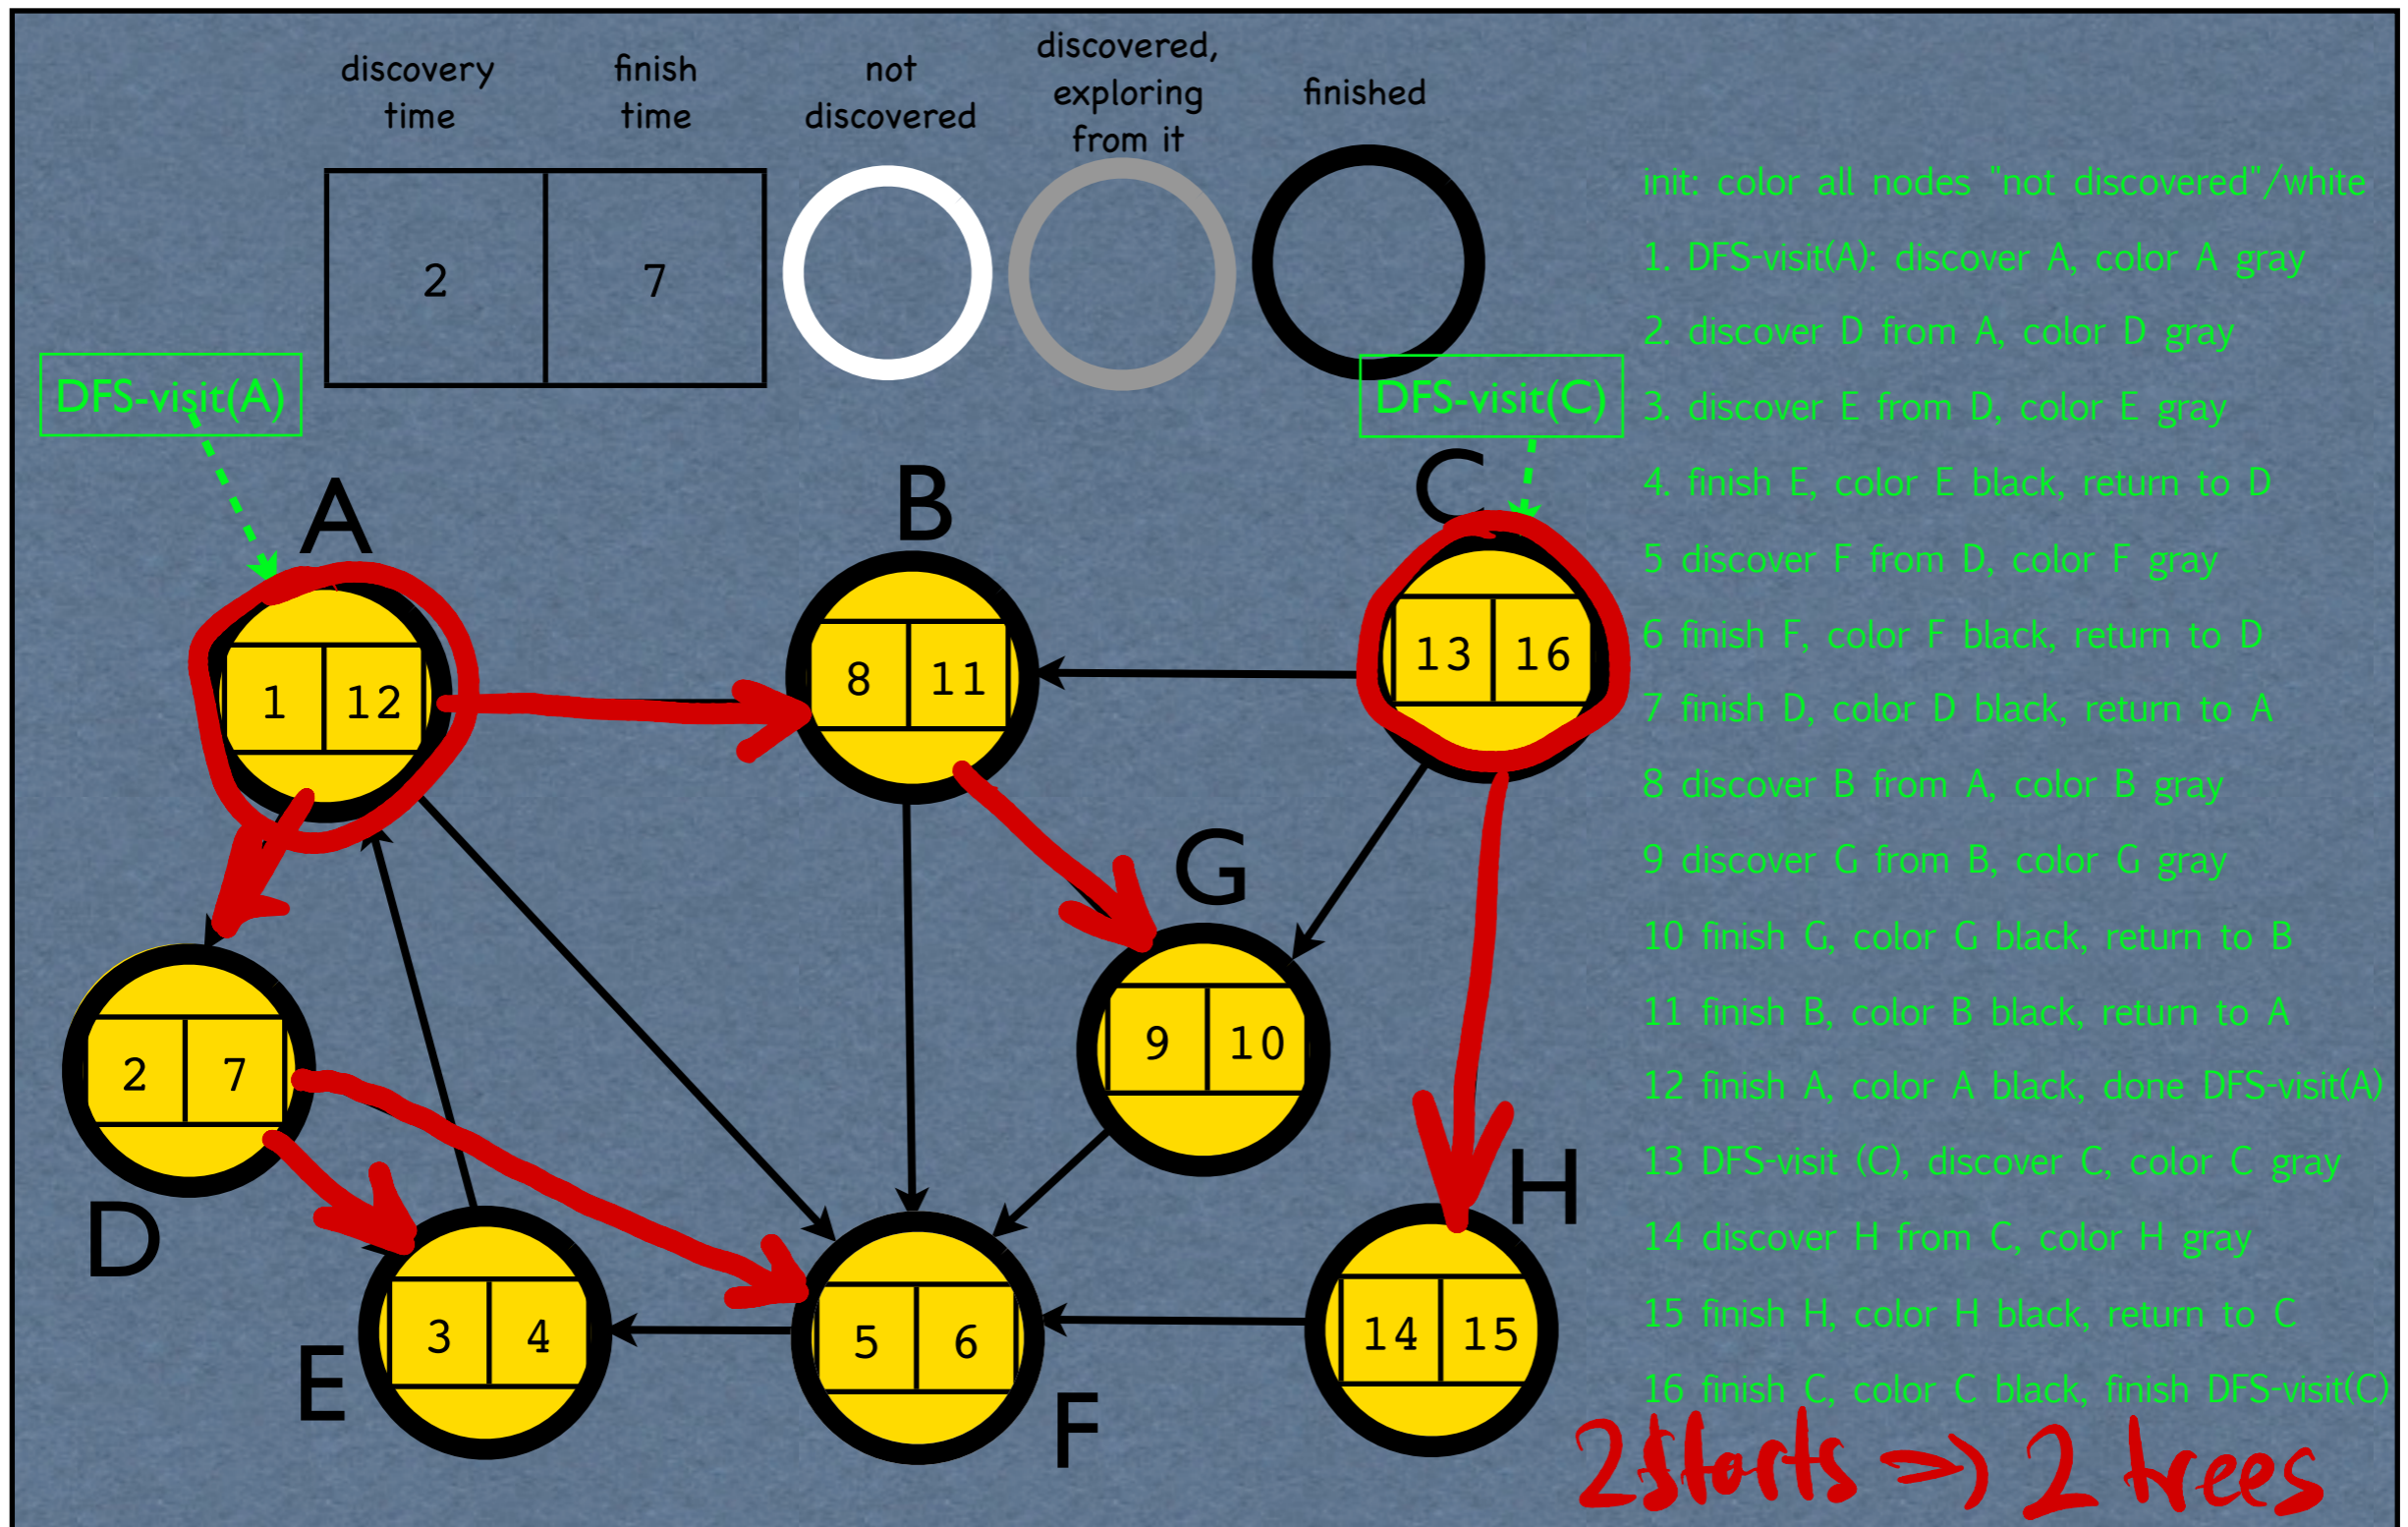 discovery
time
finish
time
not
discovered
discovered,
exploring
from it
finished
2
7
DFS-visit(A)
DFS-visit(C)
A
B
C
1
12
8
11
13
16
G
2
7
9
10
D
H
E
3
4
5
6
F
14
15
init: color all nodes "not discovered"/white
1. DFS-visit(A): discover A, color A gray
2. discover D from A, color D gray
3. discover E from D, color E gray
4. finish E, color E black, return to D
5 discover F from D, color F gray
6 finish F, color F black, return to D
7 finish D, color D black, return to A
8 discover B from A, color B gray
9 discover G from B, color G gray
10 finish G, color G black, return to B
11 finish B, color B black, return to A
12 finish A, color A black, done DFS-visit(A)
13 DFS-visit (C), discover C, color C gray
14 discover H from C, color H gray
15 finish H, color H black, return to C
16 finish C, color C black, finish DFS-visit(C)
2 starts => 2 trees